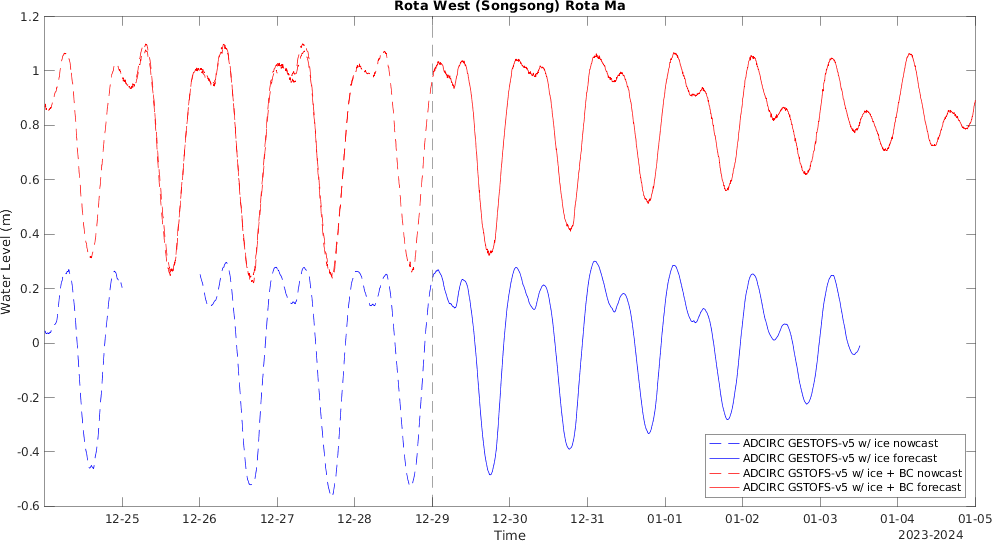 Rota West (Songsong) Rota Ma
1.2
1
0.8
0.6
0.4
0.2
0
-0.2
-0.4
-0.6
Water Level (m)
ADCIRC GESTOFS-v5 w/ ice nowcast
ADCIRC GESTOFS-v5 w/ ice forecast
ADCIRC GSTOFS-v5 w/ ice + BC nowcast
ADCIRC GSTOFS-v5 w/ ice + BC forecast
12-25 12-26 12-27 12-28 12-29 12-30 12-31 01-01 01-02 01-03 01-04 01-05
Time
2023-2024